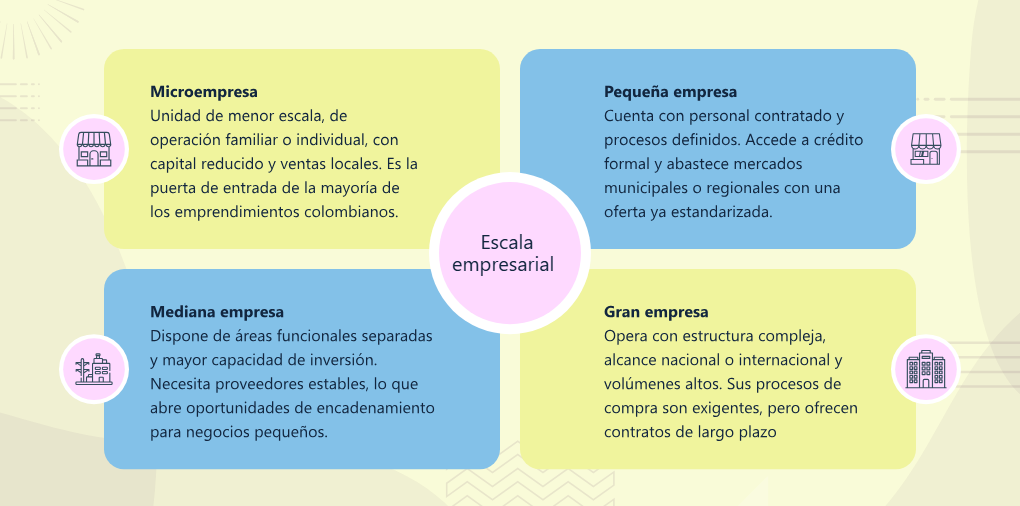 Microempresa
Unidad de menor escala, de
operación familiar o individual, con
capital reducido y ventas locales. Es la
puerta de entrada de la mayoría de
los emprendimientos colombianos.
Pequeña empresa
Cuenta con personal contratado y
procesos definidos. Accede a crédito
formal y abastece mercados
municipales o regionales con una
oferta ya estandarizada.
Escala
empresarial
Mediana empresa
Dispone de áreas funcionales separadas
y mayor capacidad de inversión.
Necesita proveedores estables, lo que
abre oportunidades de encadenamiento
para negocios pequeños.
Gran empresa
Opera con estructura compleja,
alcance nacional o internacional y
volúmenes altos. Sus procesos de
compra son exigentes, pero ofrecen
contratos de largo plazo